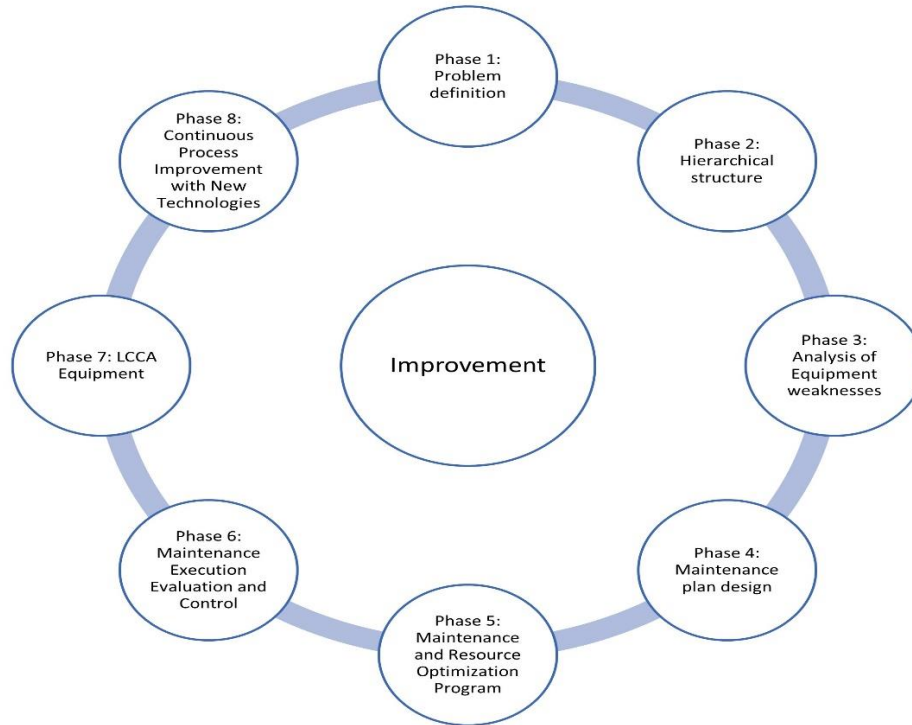 Phase 1:
Problem
definition
Phase 2:
Hierarchical
structure
Phase 3:
Analysis of
Equipment
weaknesses
Phase 4:
Maintenance
plan design
Phase 5:
Maintenance
and Resource
Optimization
Program
Phase 6:
Maintenance
Execution
Evaluation and
Control
Phase 7: LCCA
Equipment
Phase 8:
Continuous
Process
Improvement
with New
Technologies
Improvement